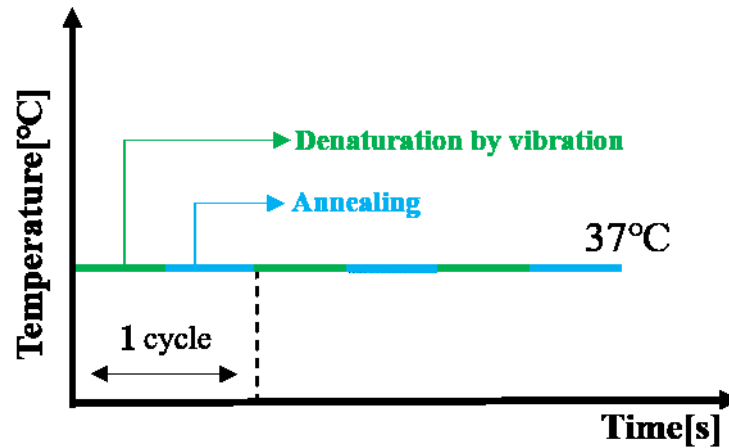 Temperature[°C]
Denaturation by vibration
Annealing
37°C
1 cycle
Time[s]